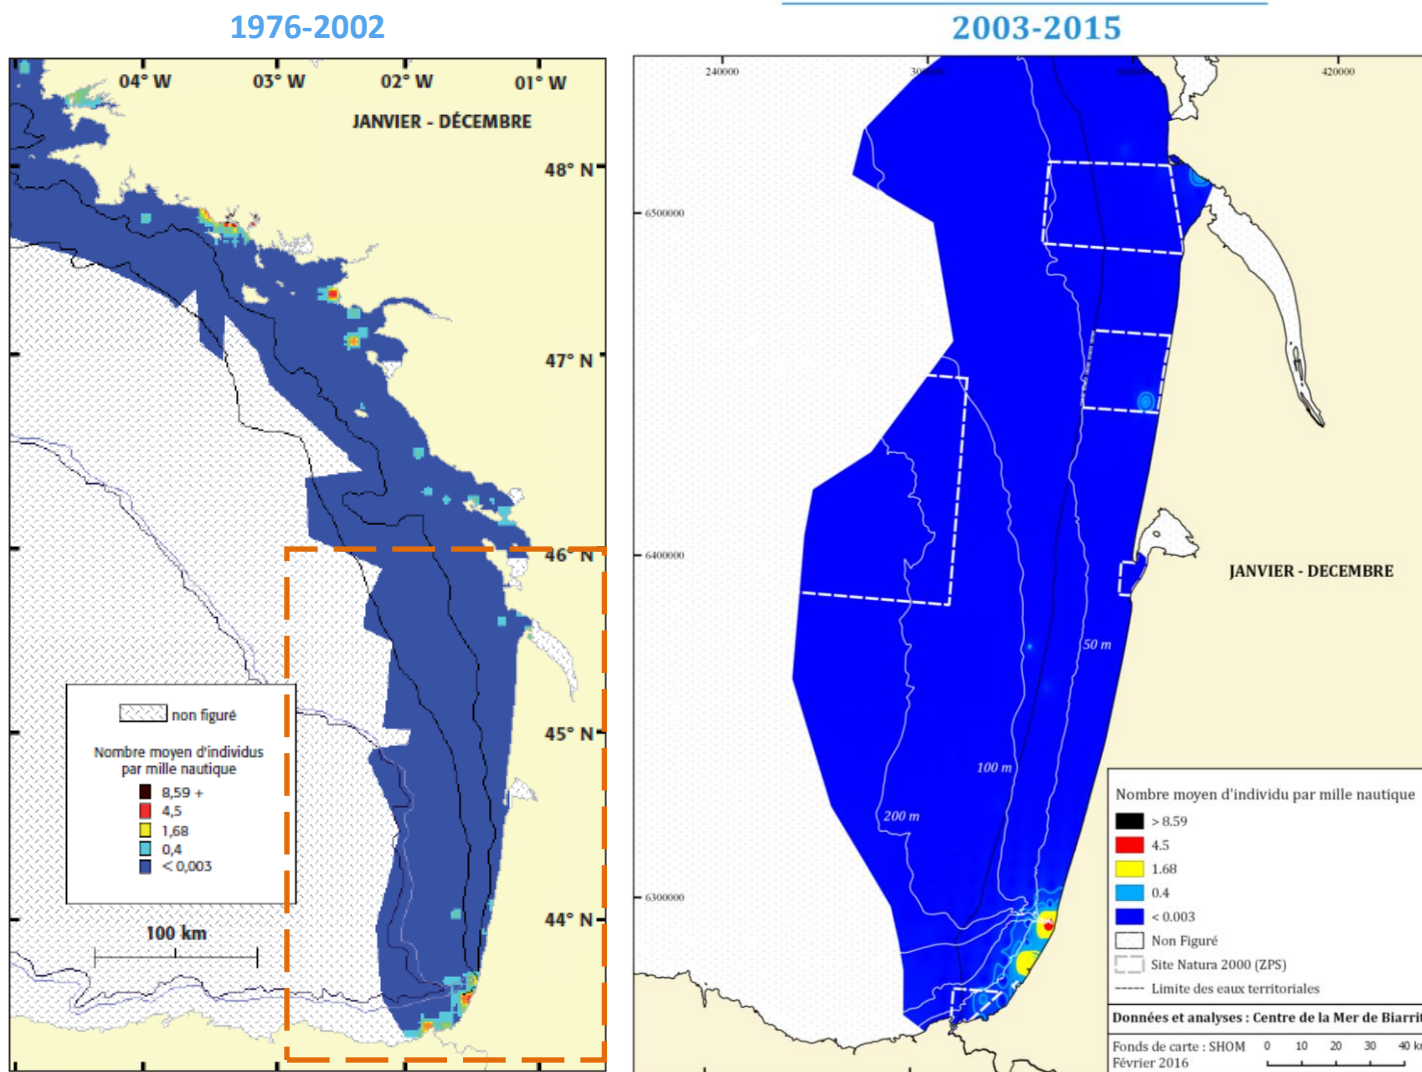 1976-2002
04° W
03° W
02° W
01° W
JANVIER - DÉCEMBRE
48° N
47° N
46° N
45° N
44° N
non figuré
Nombre moyen d'individus
par mille nautique
8,59 +
4,5
1,68
0,4
< 0,003
100 km
2003-2015
240000
420000
6500000
6400000
6300000
JANVIER - DECEMBRE
50 m
100 m
200 m
Nombre moyen d'individu par mille nautique
> 8.59
4.5
1.68
0.4
< 0.003
Non Figuré
Site Natura 2000 (ZPS)
Limite des eaux territoriales
Données et analyses : Centre de la Mer de Biarrit
Fonds de carte : SHOM
Février 2016
0 10 20 30 40 km